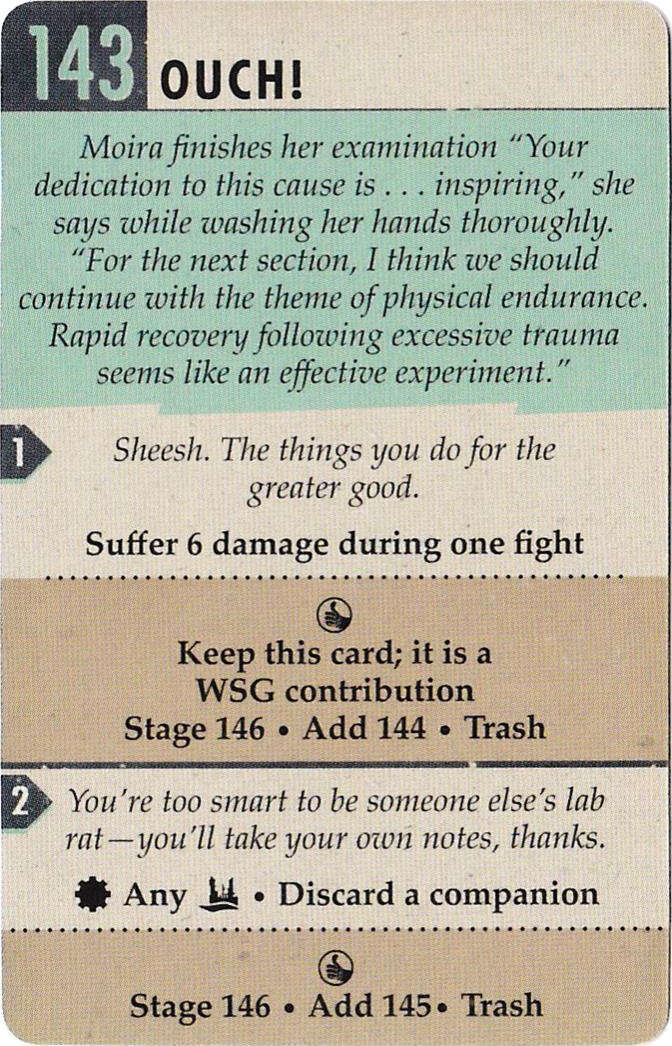 143 OUCH!
Moira finishes her examination “Your
dedication to this cause is . . . inspiring,” she
says while washing her hands thoroughly.
“For the next section, I think we should
continue with the theme of physical endurance.
Rapid recovery following excessive trauma
seems like an effective experiment.”
1
Sheesh. The things you do for the
greater good.
Suffer 6 damage during one fight
Keep this card; it is a
WSG contribution
Stage 146 • Add 144 • Trash
2
You’re too smart to be someone else’s lab
rat—you’ll take your own notes, thanks.
Any • Discard a companion
Stage 146 • Add 145• Trash